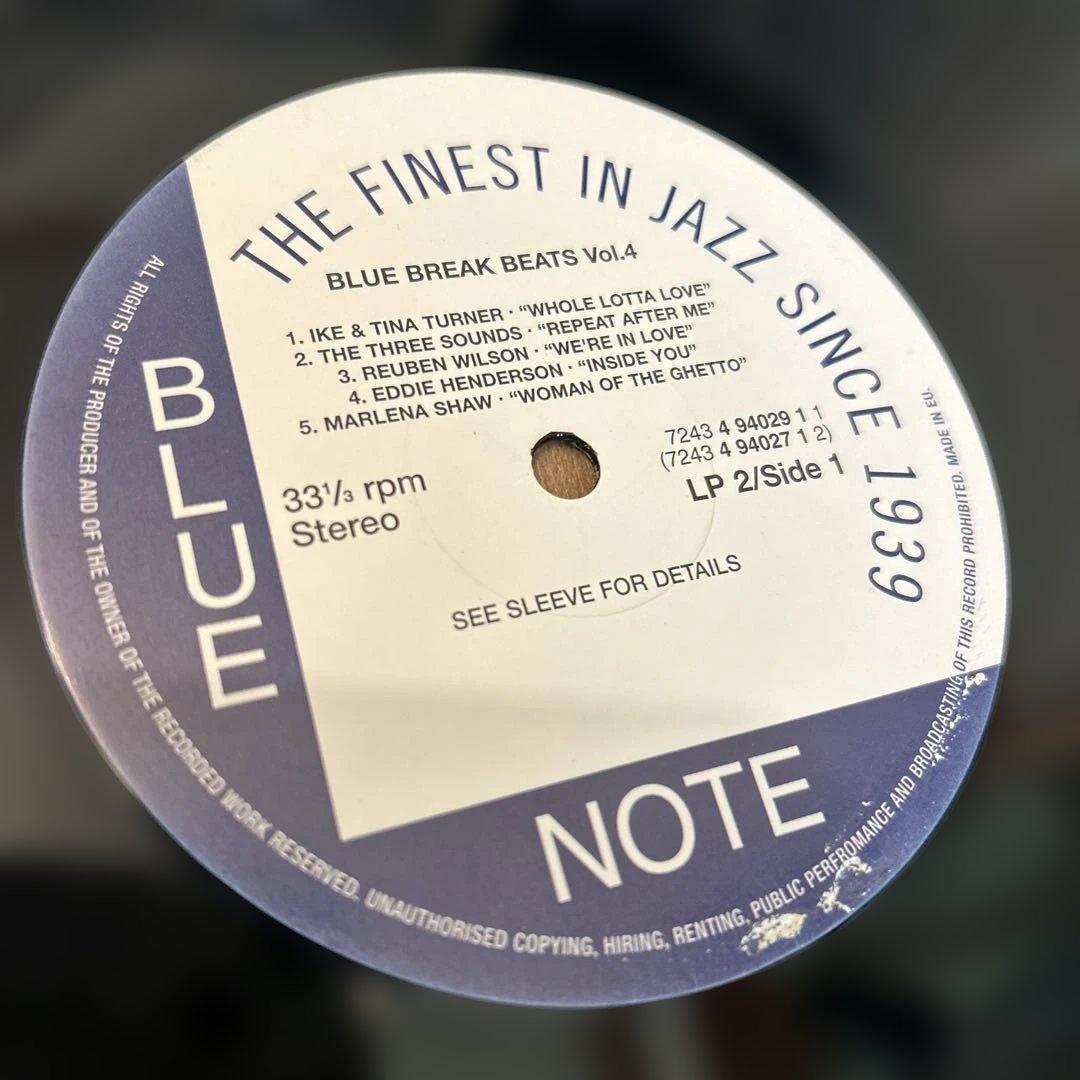 THE FINEST IN JAZZ SINCE 1939
BLUE BREAK BEATS Vol.4
1. IKE & TINA TURNER · “WHOLE LOTTA LOVE”
2. THE THREE SOUNDS · “REPEAT AFTER ME”
3. REUBEN WILSON · “WE'RE IN LOVE”
4. EDDIE HENDERSON · “INSIDE YOU”
5. MARLENA SHAW · “WOMAN OF THE GHETTO”
7243 4 94029 1 1
(7243 4 94027 1 2)
33⅓ rpm
Stereo
LP 2/Side 1
SEE SLEEVE FOR DETAILS
BLUE
NOTE
ALL RIGHTS OF THE PRODUCER AND OF THE OWNER OF THE RECORDED WORK RESERVED. UNAUTHORISED COPYING, HIRING, RENTING, PUBLIC PERFROMANCE AND BROADCASTING OF THIS RECORD PROHIBITED. MADE IN EU.